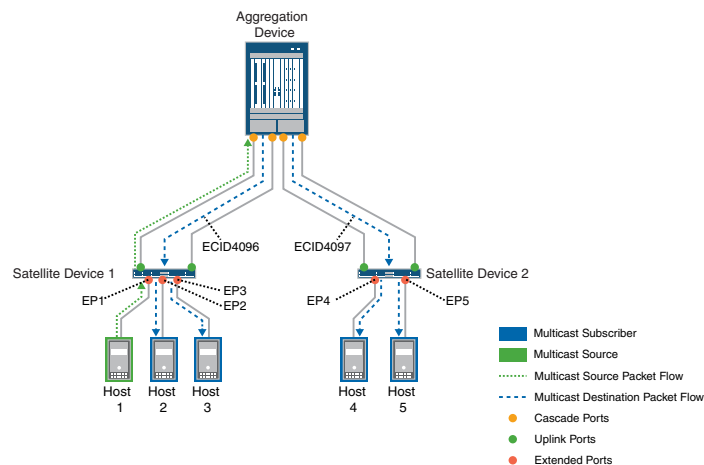 Aggregation
Device
ECID4096
ECID4097
Satellite Device 1
Satellite Device 2
EP1
EP3
EP2
EP4
EP5
Host
1
Host
2
Host
3
Host
4
Host
5
Multicast Subscriber
Multicast Source
Multicast Source Packet Flow
Multicast Destination Packet Flow
Cascade Ports
Uplink Ports
Extended Ports